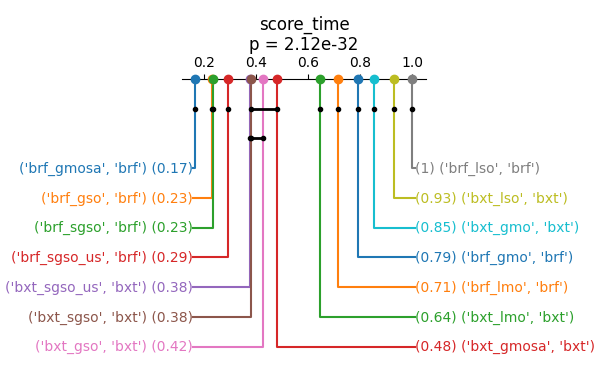 score_time
p = 2.12e-32
0.2 0.4 0.6 0.8 1.0
('brf_gmosa', 'brf') (0.17) (1) ('brf_lso', 'brf')
('brf_gso', 'brf') (0.23) (0.93) ('bxt_lso', 'bxt')
('brf_sgso', 'brf') (0.23) (0.85) ('bxt_gmo', 'bxt')
('brf_sgso_us', 'brf') (0.29) (0.79) ('brf_gmo', 'brf')
('bxt_sgso_us', 'bxt') (0.38) (0.71) ('brf_lmo', 'brf')
('bxt_sgso', 'bxt') (0.38) (0.64) ('bxt_lmo', 'bxt')
('bxt_gso', 'bxt') (0.42) (0.48) ('bxt_gmosa', 'bxt')